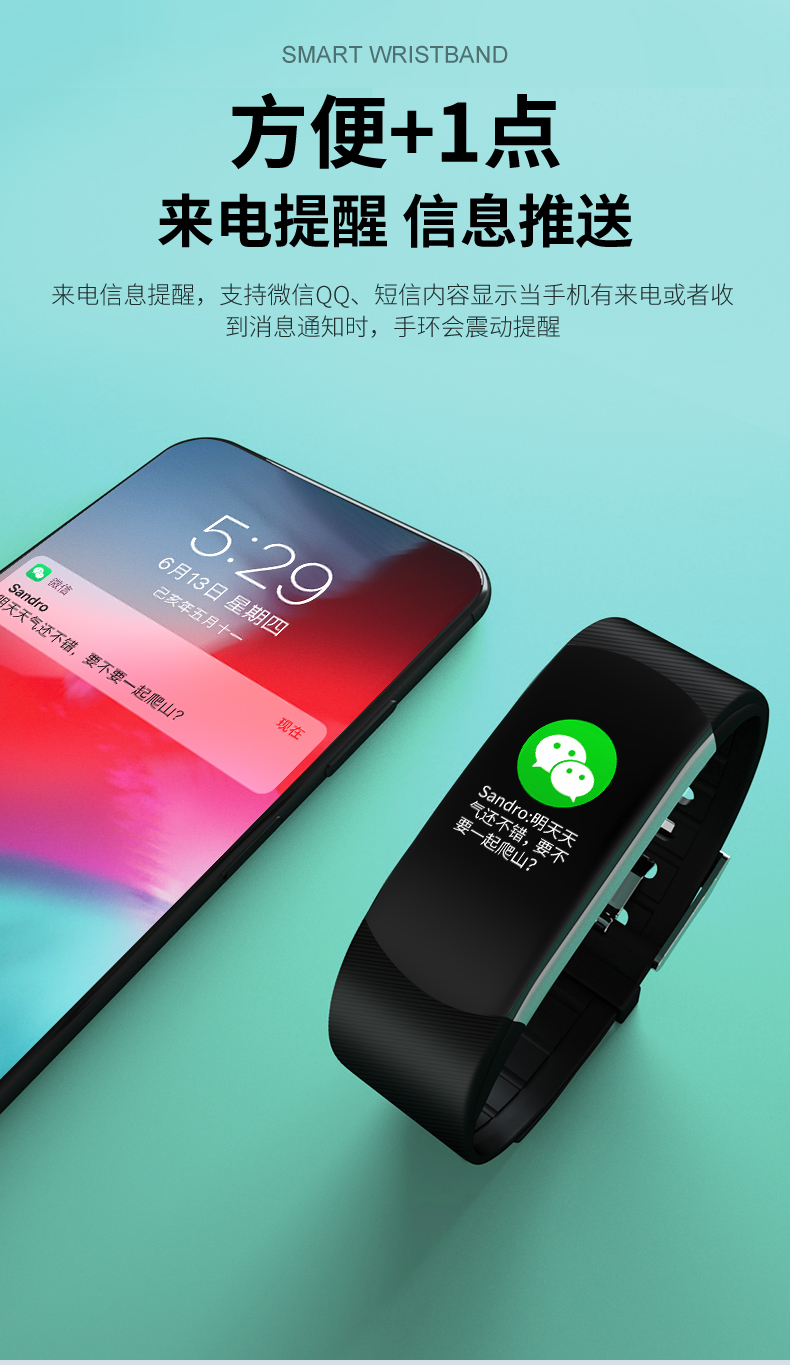 SMART WRISTBAND
方便+1点
来电提醒 信息推送
来电信息提醒，支持微信QQ、短信内容显示当手机有来电或者收
到消息通知时，手环会震动提醒
5:29
6月13日 星期四
己亥年五月十一
微信
Sandro
明天天气还不错，要不要一起爬山?
现在
Sandro:明天天
气还不错，要不
要一起爬山?